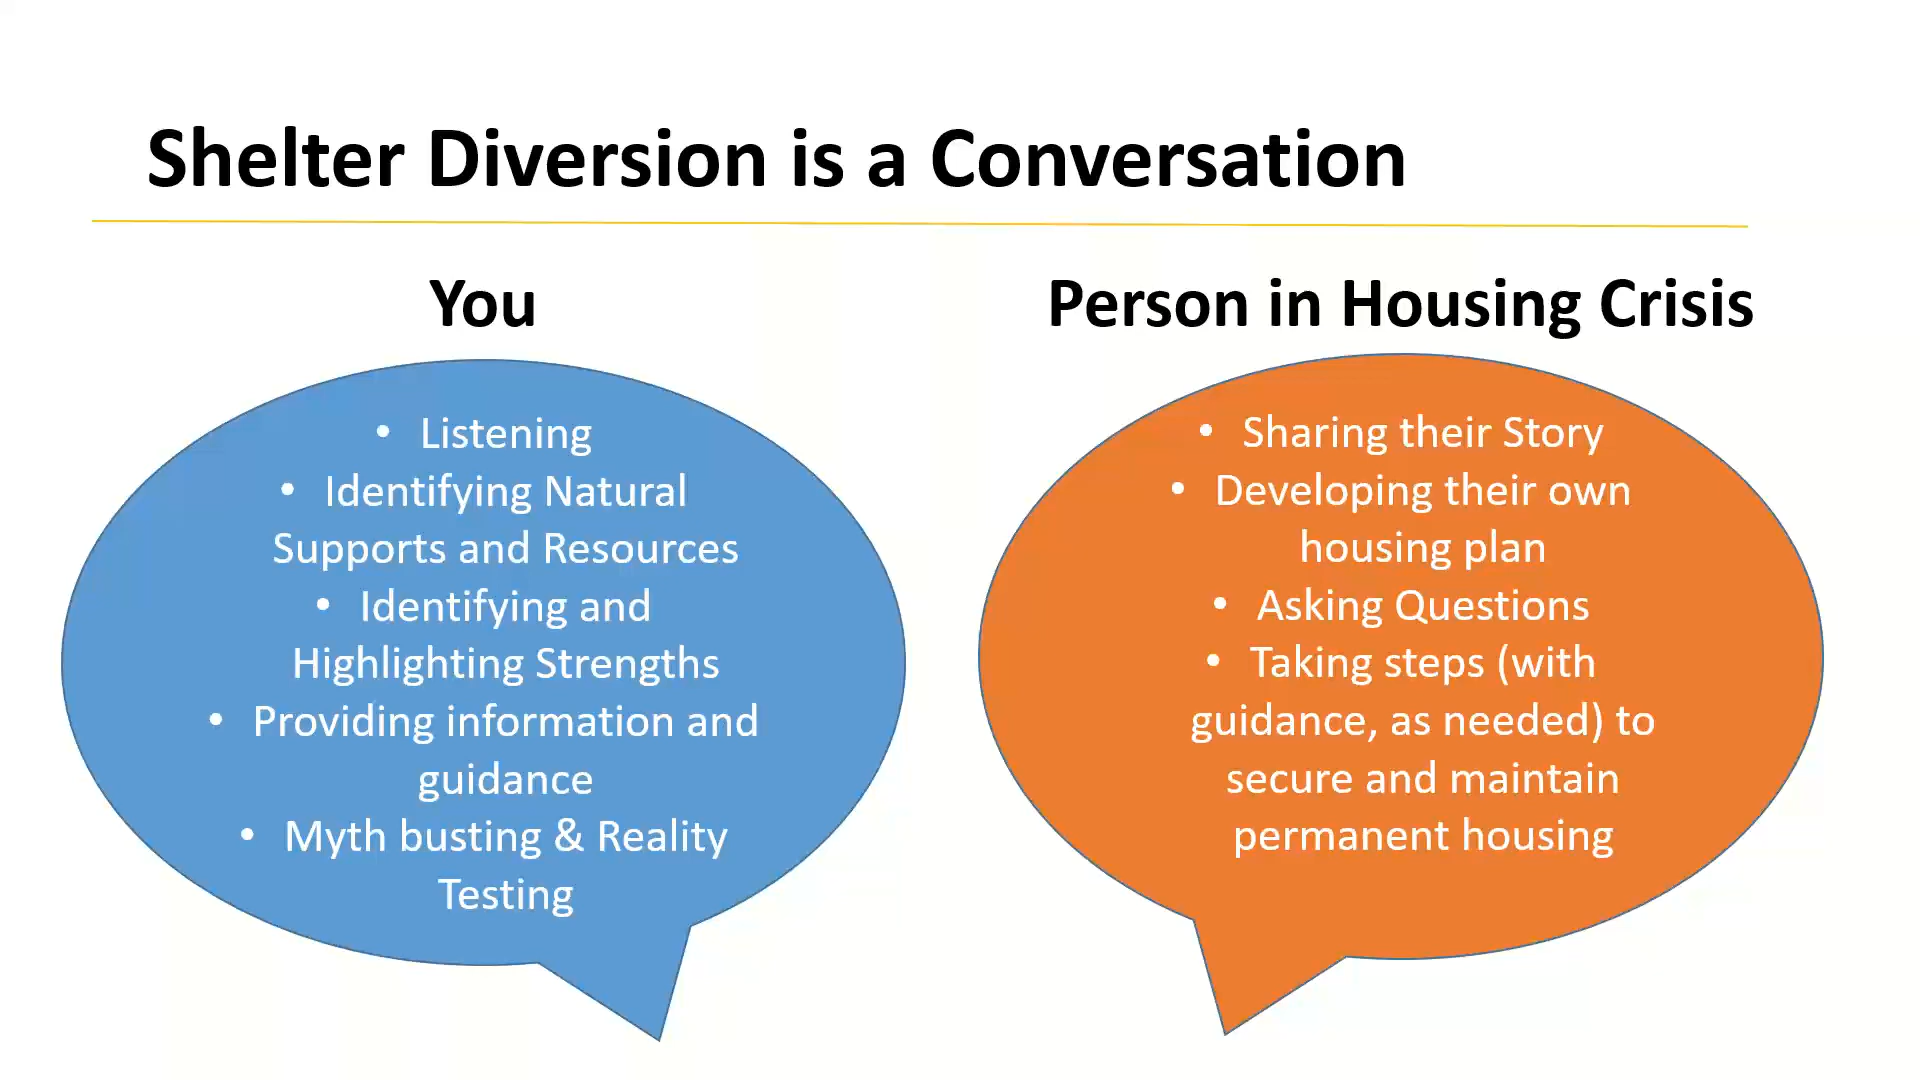 Shelter Diversion is a Conversation
You
• Listening
• Identifying Natural
Supports and Resources
• Identifying and
Highlighting Strengths
• Providing information and
guidance
• Myth busting & Reality
Testing
Person in Housing Crisis
• Sharing their Story
• Developing their own
housing plan
• Asking Questions
• Taking steps (with
guidance, as needed) to
secure and maintain
permanent housing